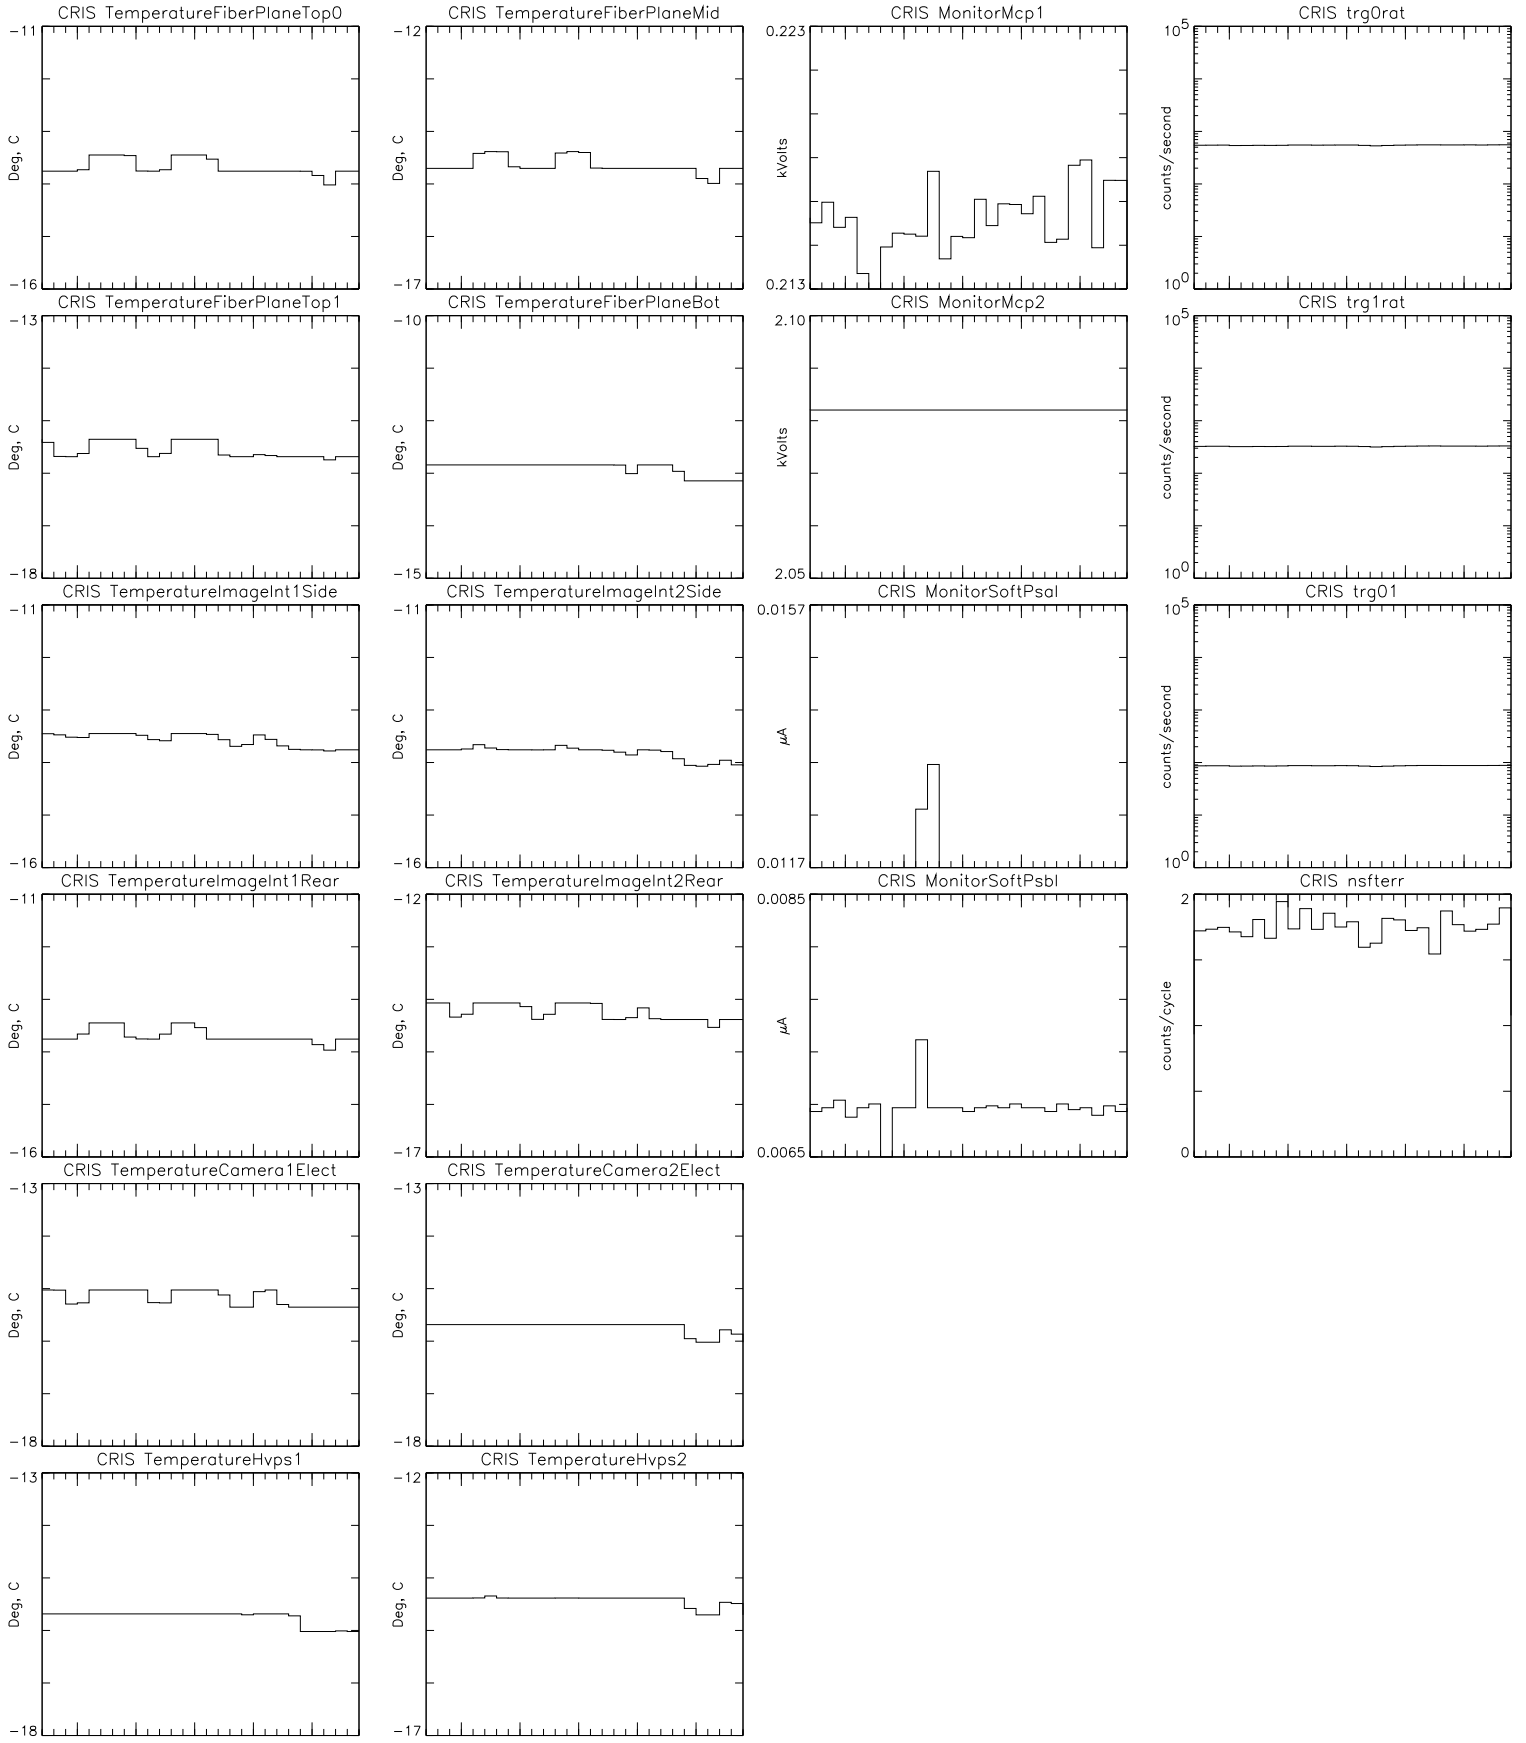 CRIS TemperatureFiberPlaneTop0
-11
Deg, C
-16
CRIS TemperatureFiberPlaneMid
-12
Deg, C
-17
CRIS MonitorMcp1
0.223
kVolts
0.213
CRIS trg0rat
10^5
counts/second
10^0
CRIS TemperatureFiberPlaneTop1
-13
Deg, C
-18
CRIS TemperatureFiberPlaneBot
-10
Deg, C
-15
CRIS MonitorMcp2
2.10
kVolts
2.05
CRIS trg1rat
10^5
counts/second
10^0
CRIS TemperatureImageInt1Side
-11
Deg, C
-16
CRIS TemperatureImageInt2Side
-11
Deg, C
-16
CRIS MonitorSoftPsaI
0.0157
μA
0.0117
CRIS trg01
10^5
counts/second
10^0
CRIS TemperatureImageInt1Rear
-11
Deg, C
-16
CRIS TemperatureImageInt2Rear
-12
Deg, C
-17
CRIS MonitorSoftPsbI
0.0085
μA
0.0065
CRIS nsfterr
2
counts/cycle
0
CRIS TemperatureCamera1Elect
-13
Deg, C
-18
CRIS TemperatureCamera2Elect
-13
Deg, C
-18
CRIS TemperatureHvps1
-13
Deg, C
-18
CRIS TemperatureHvps2
-12
Deg, C
-17